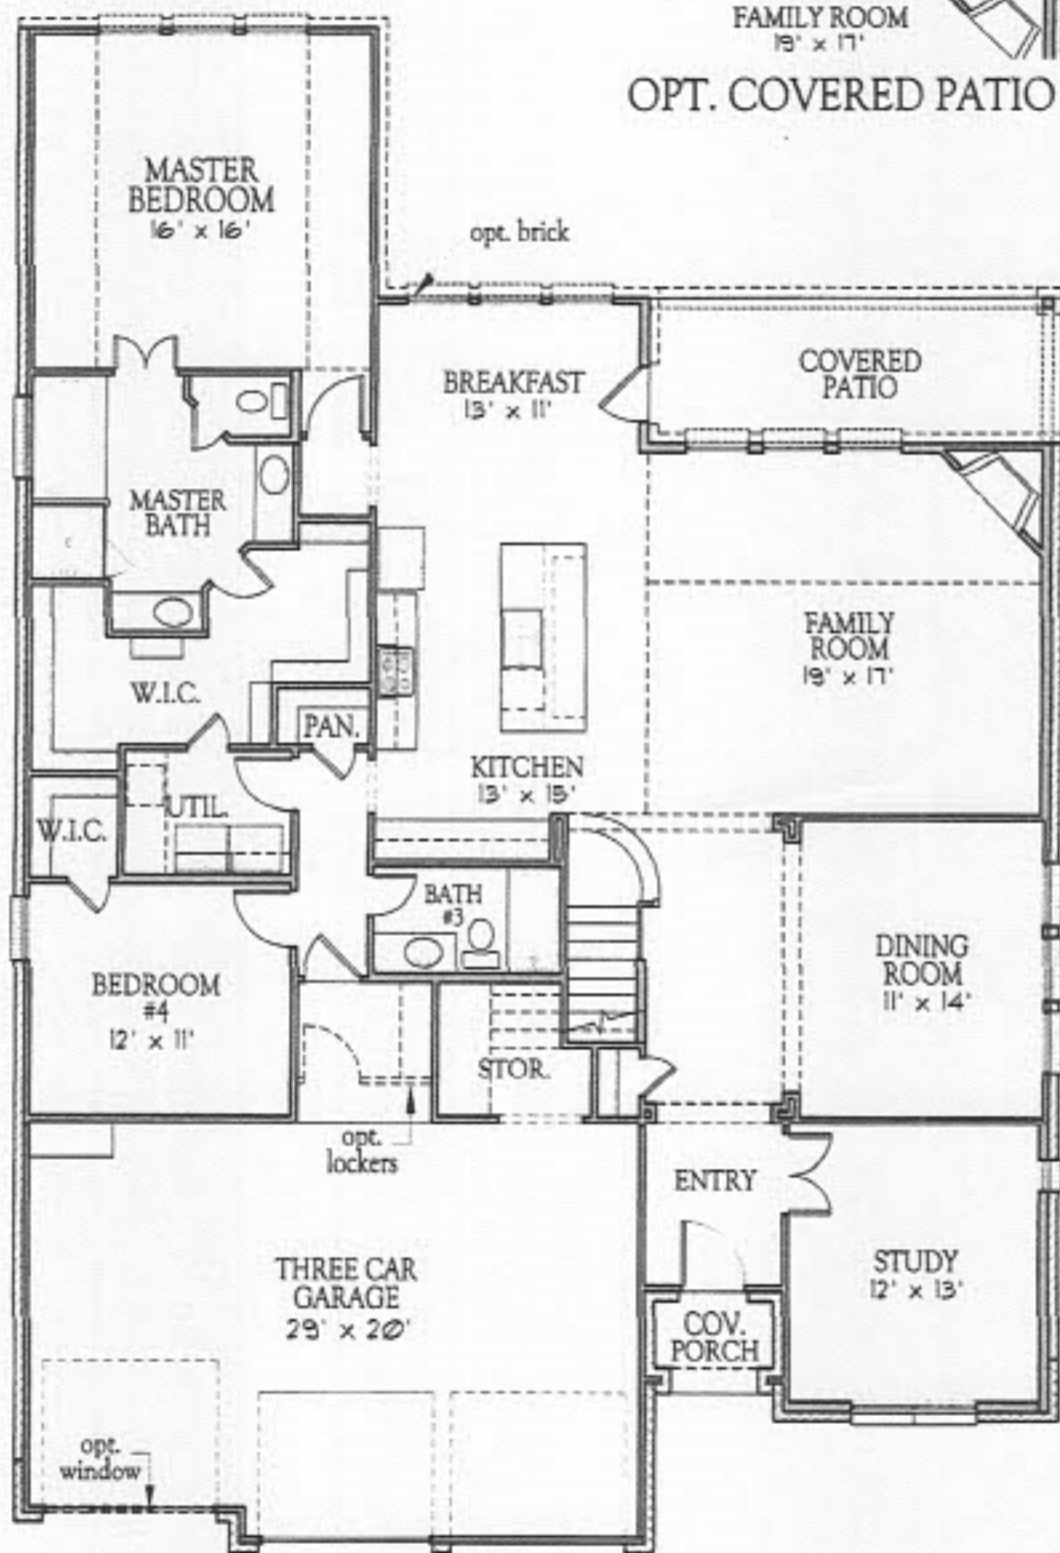 FAMILY ROOM
19' x 17'
OPT. COVERED PATIO
MASTER
BEDROOM
16' x 16'
opt. brick
BREAKFAST
13' x 11'
COVERED
PATIO
MASTER
BATH
FAMILY
ROOM
19' x 17'
W.I.C.
PAN.
KITCHEN
13' x 15'
UTIL.
W.I.C.
BATH
#3
BEDROOM
#4
12' x 11'
DINING
ROOM
11' x 14'
STOR.
opt.
lockers
ENTRY
STUDY
12' x 13'
THREE CAR
GARAGE
29' x 20'
COV.
PORCH
opt.
window